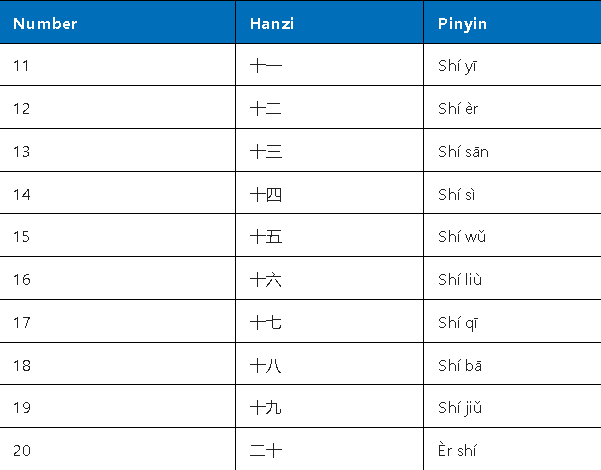 Number Hanzi Pinyin
11 十一 Shí yī
12 十二 Shí èr
13 十三 Shí sān
14 十四 Shí sì
15 十五 Shí wǔ
16 十六 Shí liù
17 十七 Shí qī
18 十八 Shí bā
19 十九 Shí jiǔ
20 二十 Èr shí